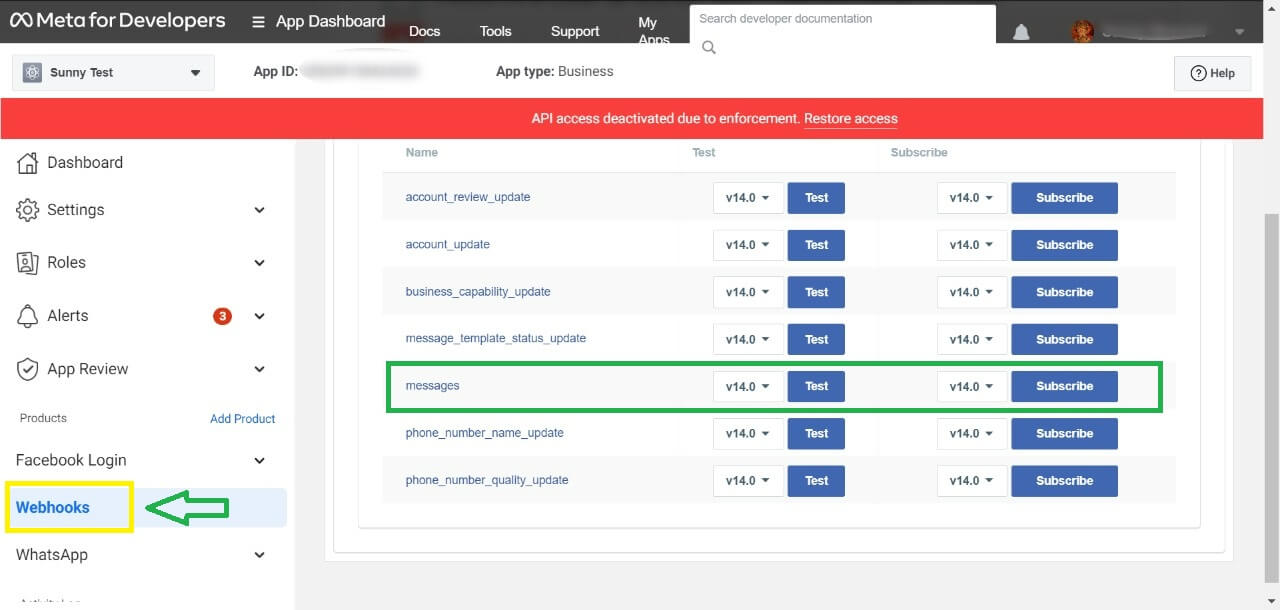 Meta for Developers
App Dashboard
Docs
Tools
Support
My Apps
Search developer documentation
Sunny Test
App ID:
App type: Business
Help
API access deactivated due to enforcement. Restore access
Dashboard
Settings
Roles
Alerts
3
App Review
Products
Add Product
Facebook Login
Webhooks
WhatsApp
Name Test Subscribe
account_review_update v14.0 Test v14.0 Subscribe
account_update v14.0 Test v14.0 Subscribe
business_capability_update v14.0 Test v14.0 Subscribe
message_template_status_update v14.0 Test v14.0 Subscribe
messages v14.0 Test v14.0 Subscribe
phone_number_name_update v14.0 Test v14.0 Subscribe
phone_number_quality_update v14.0 Test v14.0 Subscribe